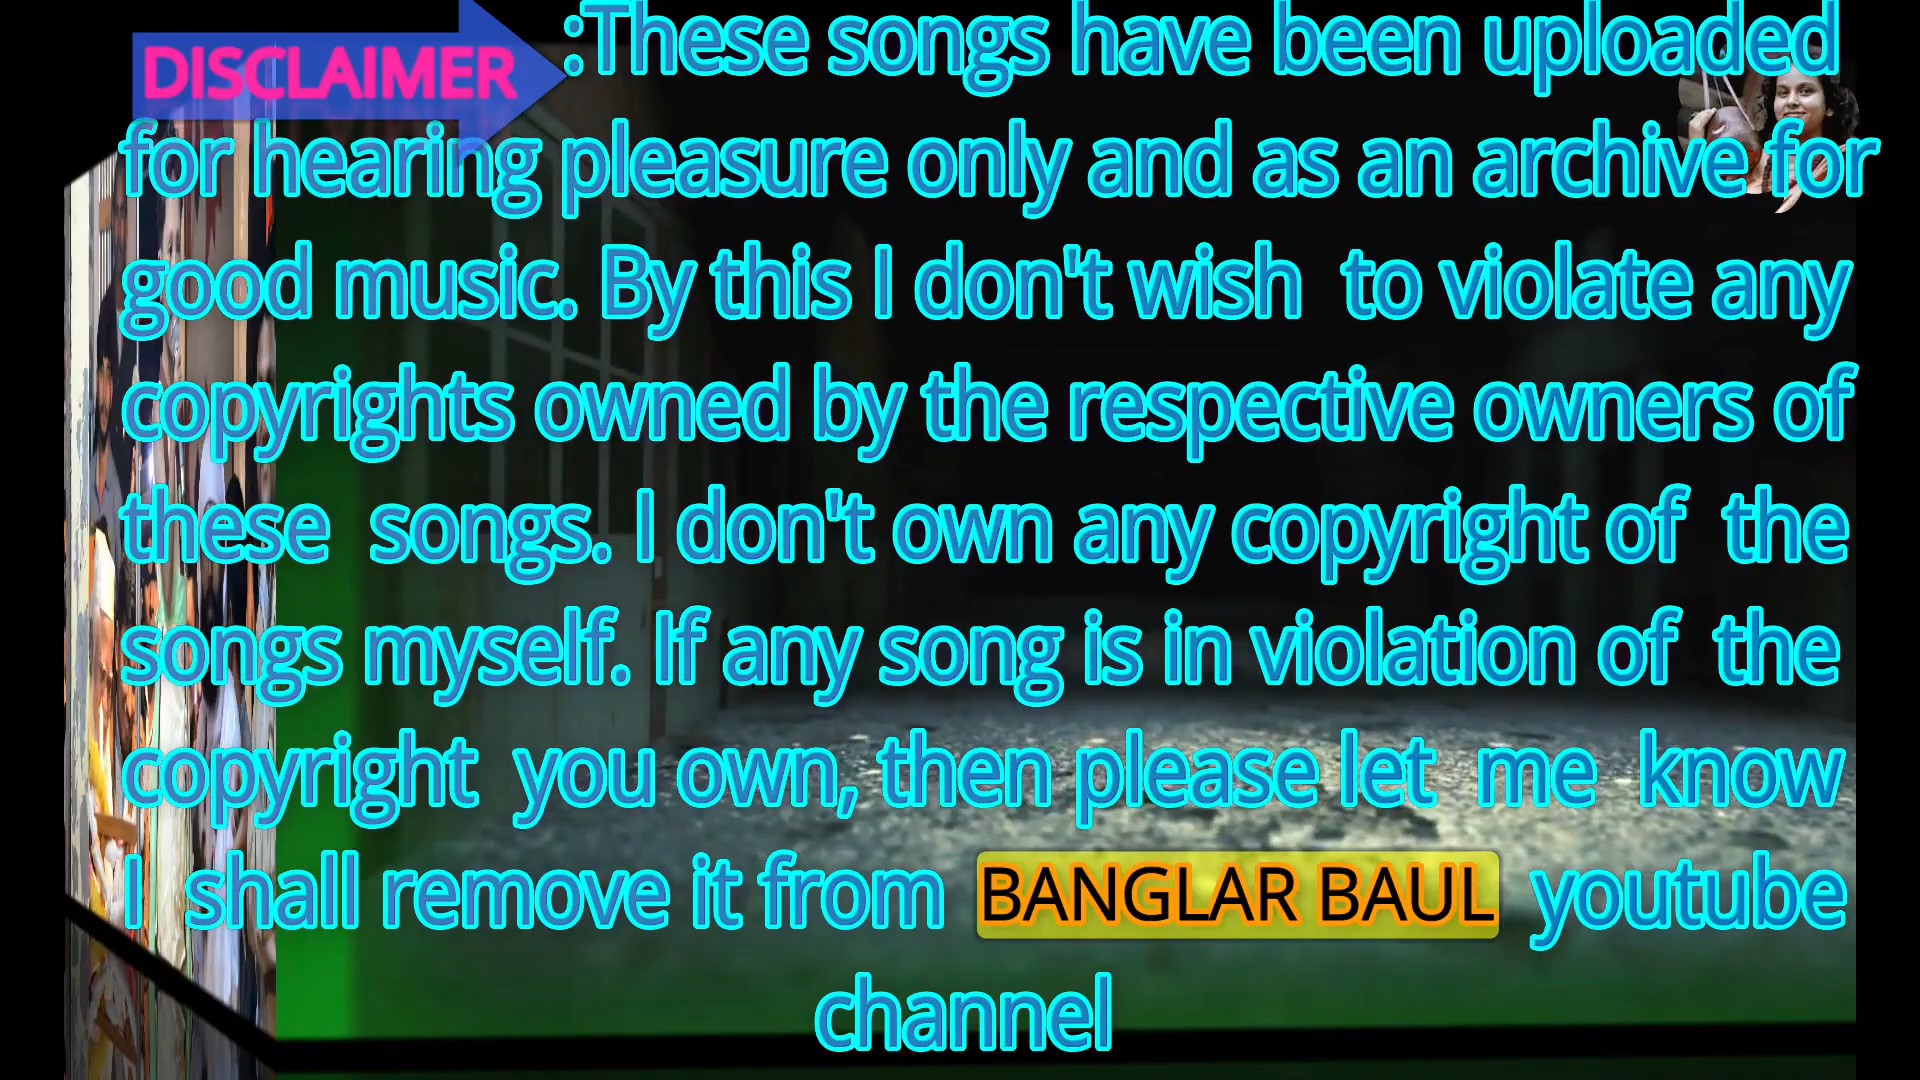 DISCLAIMER :These songs have been uploaded
for hearing pleasure only and as an archive for
good music. By this I don't wish to violate any
copyrights owned by the respective owners of
these songs. I don't own any copyright of the
songs myself. If any song is in violation of the
copyright you own, then please let me know
I shall remove it from BANGLAR BAUL youtube
channel